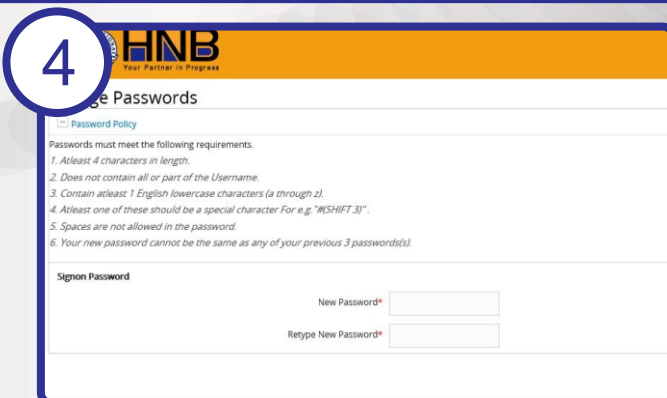 4
HNB
Your Partner in Progress
ge Passwords
Password Policy
Passwords must meet the following requirements.
1. Atleast 4 characters in length.
2. Does not contain all or part of the Username.
3. Contain atleast 1 English lowercase characters (a through z).
4. Atleast one of these should be a special character For e.g."#(SHIFT 3)" .
5. Spaces are not allowed in the password.
6. Your new password cannot be the same as any of your previous 3 passwords(s).
Signon Password
New Password*
Retype New Password*